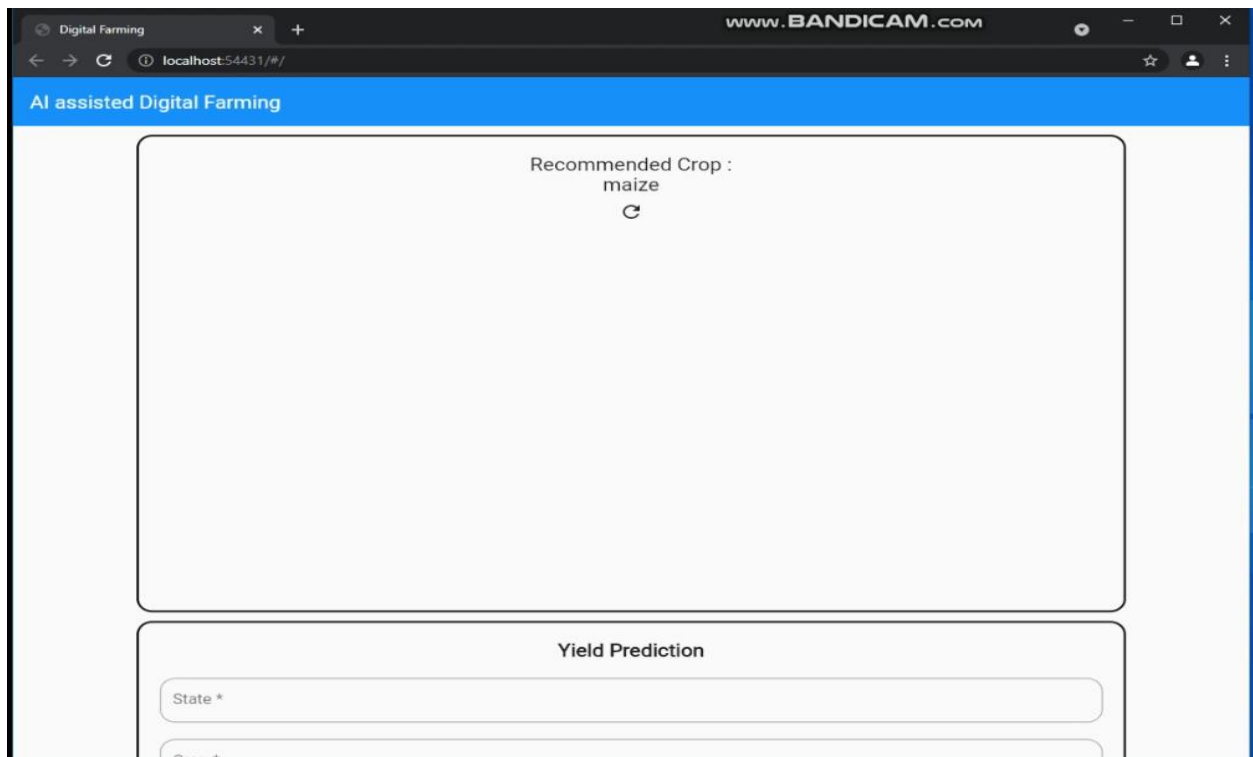 Digital Farming
www.BANDICAM.com
localhost:54431/#/
AI assisted Digital Farming
Recommended Crop :
maize
Yield Prediction
State *